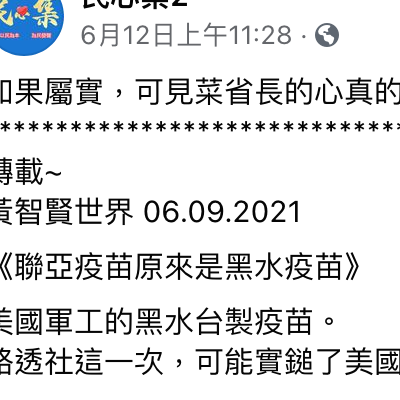 民心集2
6月12日上午11:28 ·
如果屬實，可見菜省長的心真的
******************************
轉載~
黃智賢世界 06.09.2021
《聯亞疫苗原來是黑水疫苗》
美國軍工的黑水台製疫苗。
路透社這一次，可能實鎚了美國